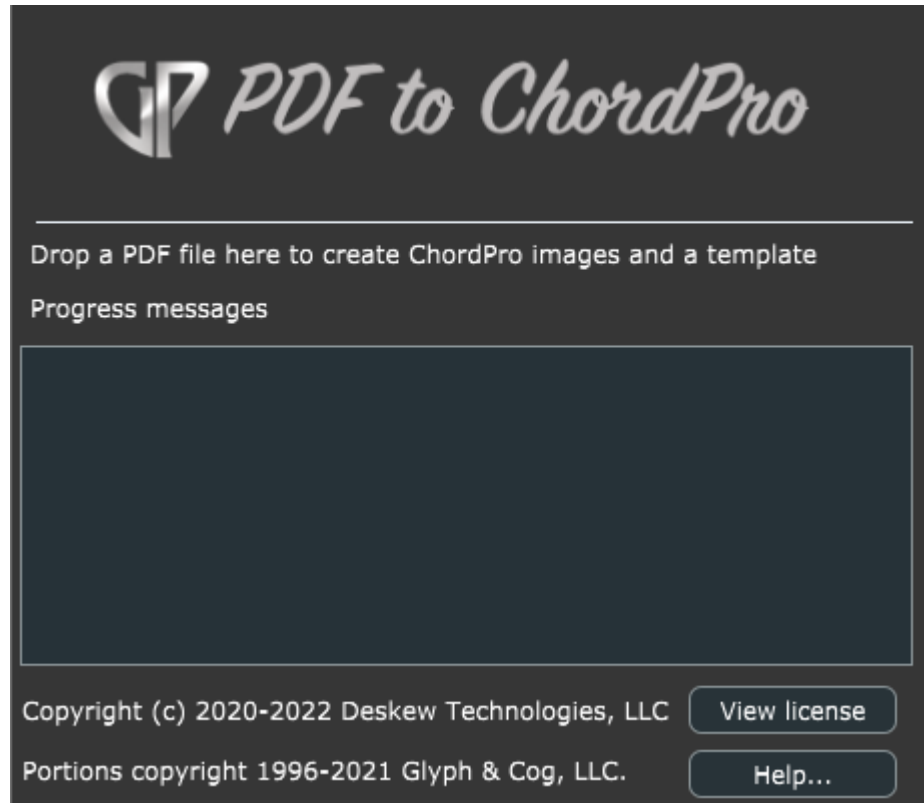 GP PDF to ChordPro
Drop a PDF file here to create ChordPro images and a template
Progress messages
Copyright (c) 2020-2022 Deskew Technologies, LLC
View license
Portions copyright 1996-2021 Glyph & Cog, LLC.
Help...